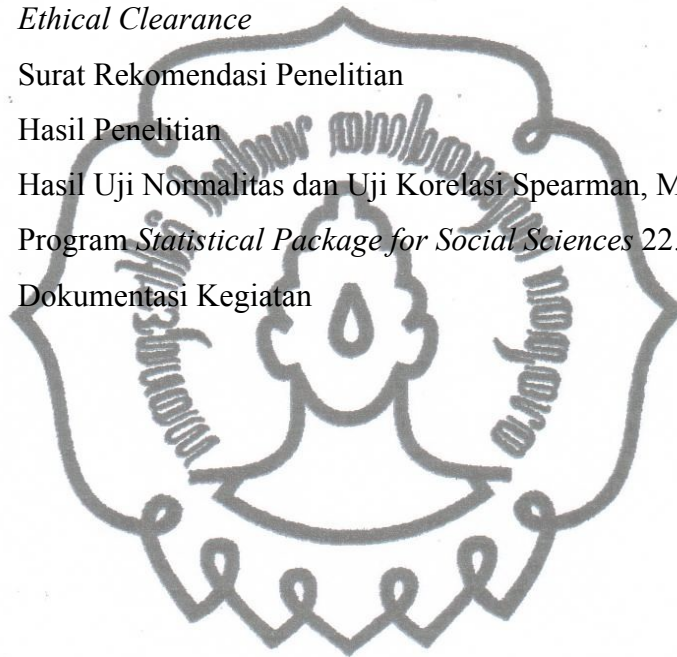 Ethical Clearance
Surat Rekomendasi Penelitian
Hasil Penelitian
Hasil Uji Normalitas dan Uji Korelasi Spearman, M
Program Statistical Package for Social Sciences 22.
Dokumentasi Kegiatan